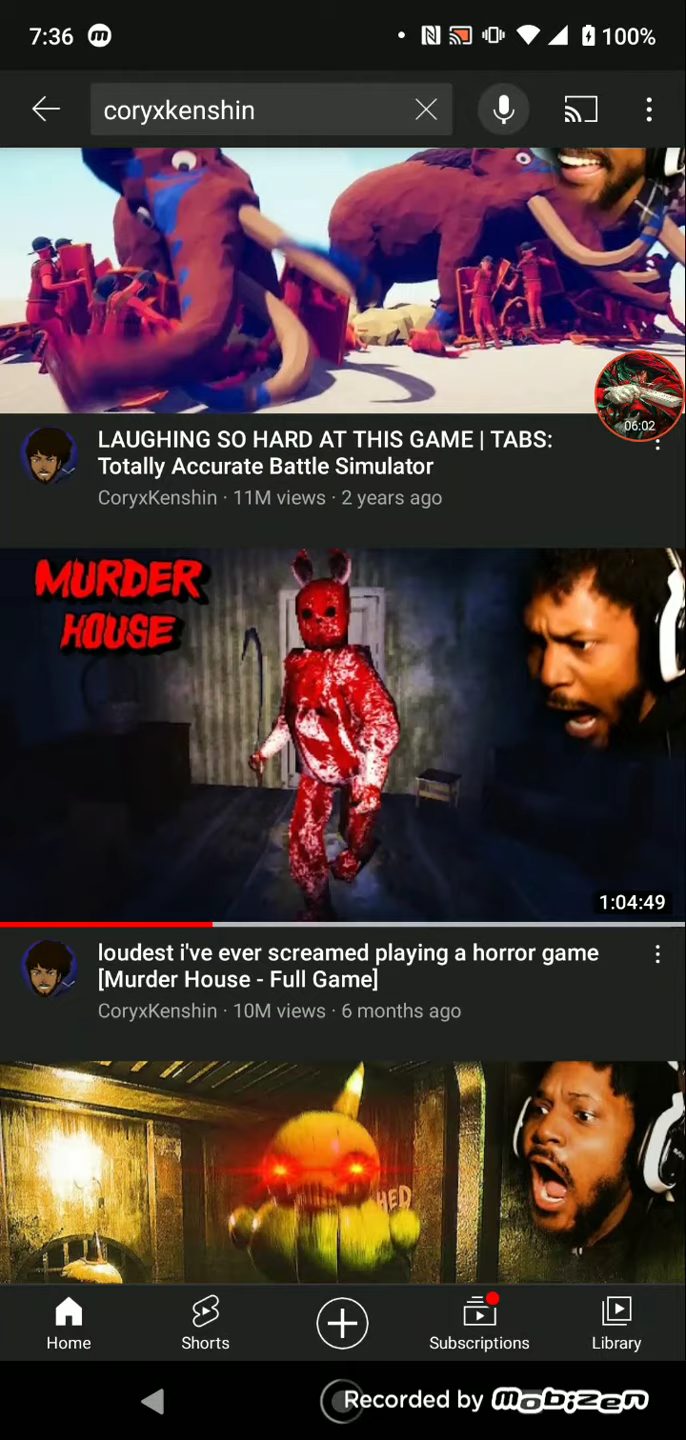 7:36
100%
coryxkenshin
06:02
LAUGHING SO HARD AT THIS GAME | TABS:
Totally Accurate Battle Simulator
CoryxKenshin · 11M views · 2 years ago
MURDER
HOUSE
1:04:49
loudest i've ever screamed playing a horror game
[Murder House - Full Game]
CoryxKenshin · 10M views · 6 months ago
HED
Home
Shorts
Subscriptions
Library
Recorded by Mobizen